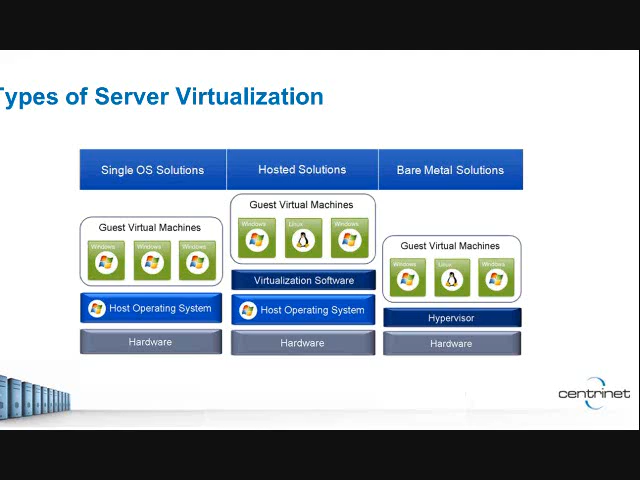 Types of Server Virtualization
Single OS Solutions
Hosted Solutions
Bare Metal Solutions
Guest Virtual Machines
Windows
Windows
Windows
Host Operating System
Hardware
Guest Virtual Machines
Windows
Linux
Windows
Virtualization Software
Host Operating System
Hardware
Guest Virtual Machines
Windows
Linux
Windows
Hypervisor
Hardware
centrinet